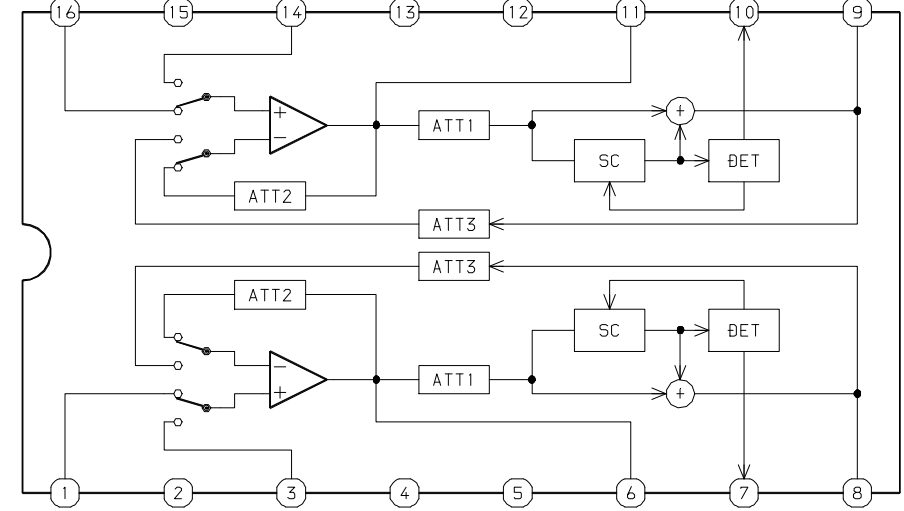 16 15 14 13 12 11 10 9
+
+
ATT1
−
SC
DET
ATT2
ATT3
ATT3
ATT2
SC
DET
−
ATT1
+
+
1 2 3 4 5 6 7 8